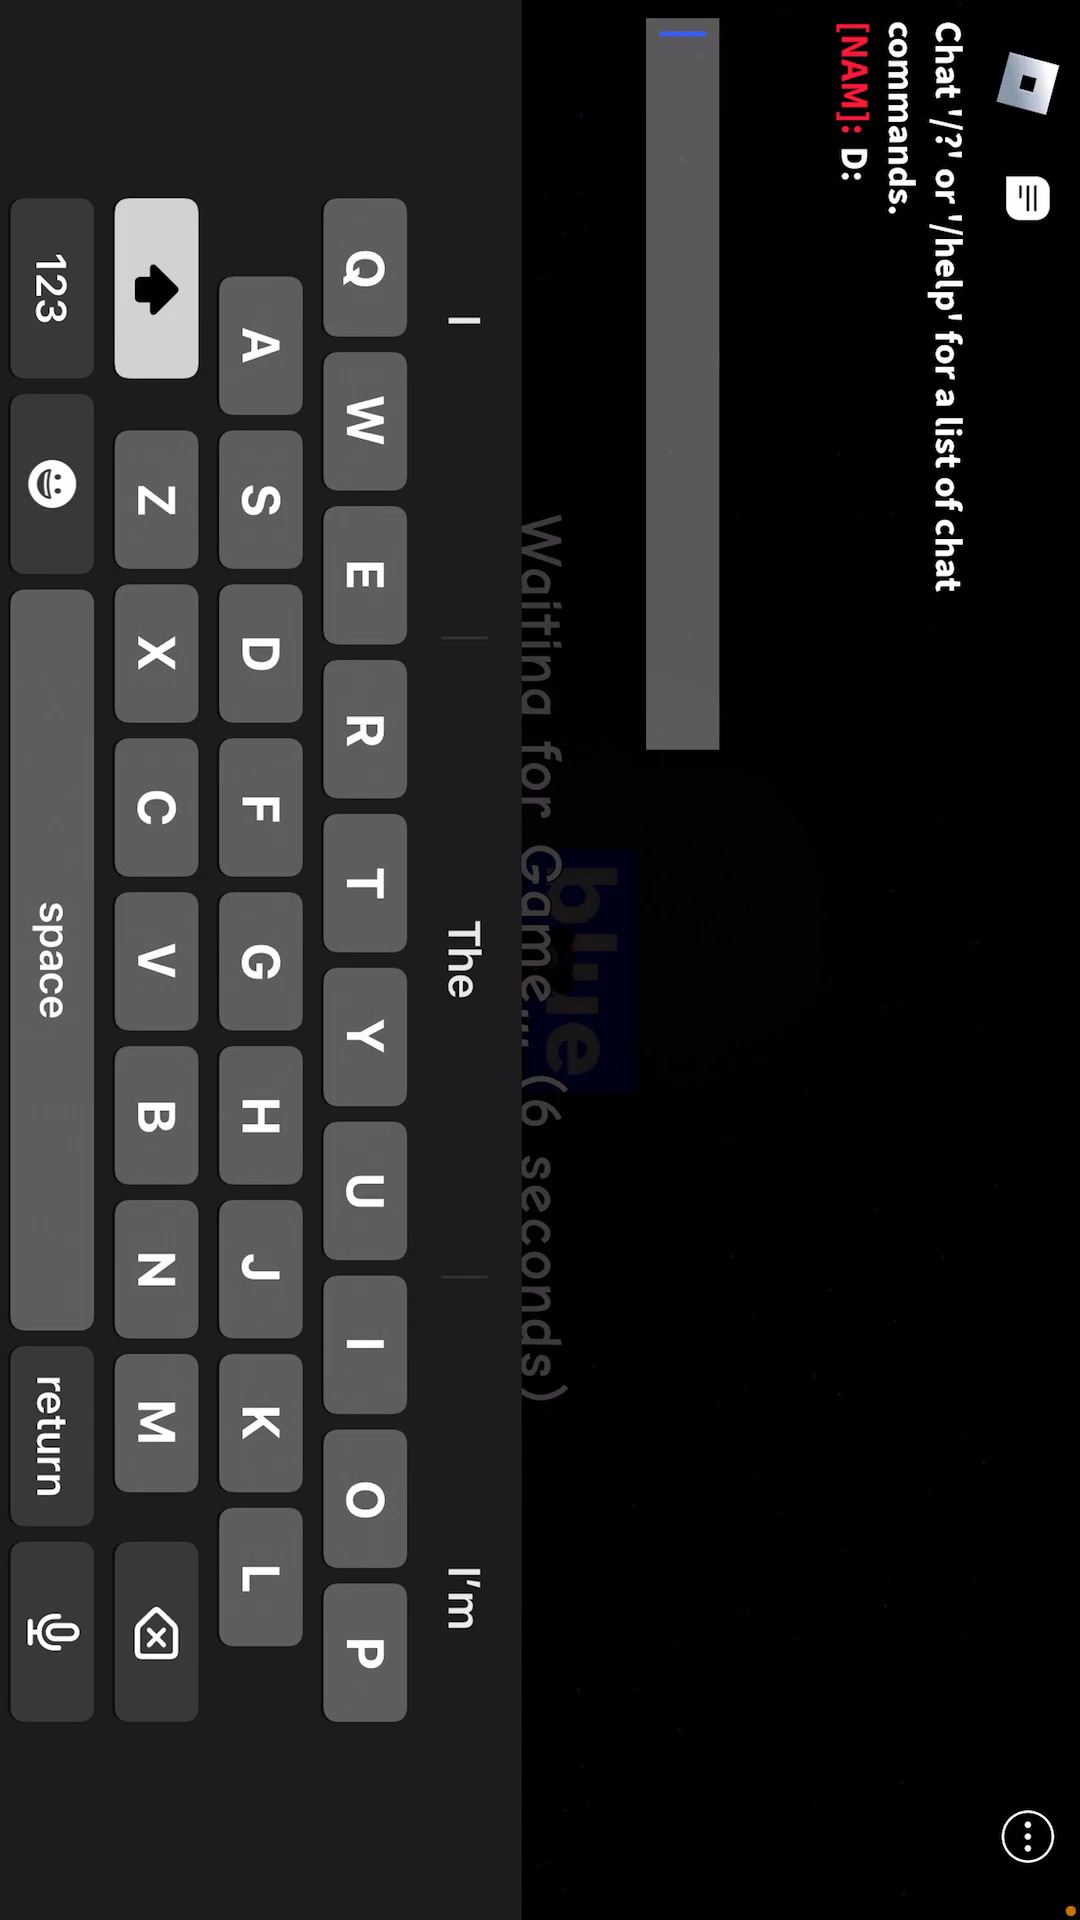 Chat '/?' or '/help' for a list of chat
commands.
[NAM]: D:
blue
Waiting for Game... (6 seconds)
I
The
I'm
Q W E R T Y U I O P
A S D F G H J K L
Z X C V B N M
123
space
return